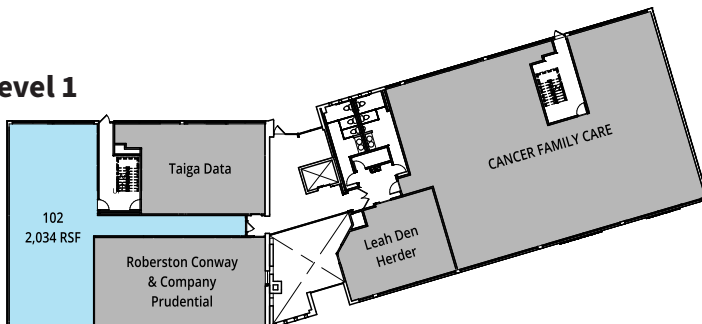 evel 1
Taiga Data
CANCER FAMILY CARE
102
2,034 RSF
Leah Den
Herder
Roberston Conway
& Company
Prudential